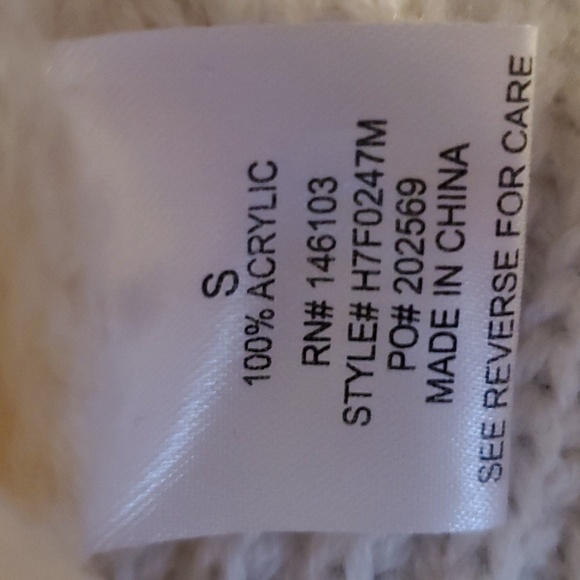 S
100% ACRYLIC
RN# 146103
STYLE# H7F0247M
PO# 202569
MADE IN CHINA
SEE REVERSE FOR CARE